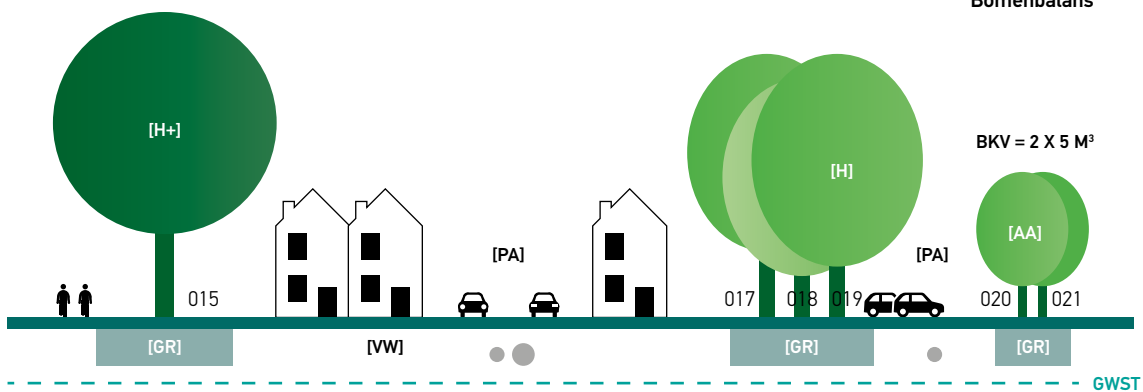 Bomenbalans
[H+]
[H]
BKV = 2 X 5 M³
[AA]
[PA]
[PA]
015
017
018
019
020
021
[GR]
[VW]
[GR]
[GR]
GWST